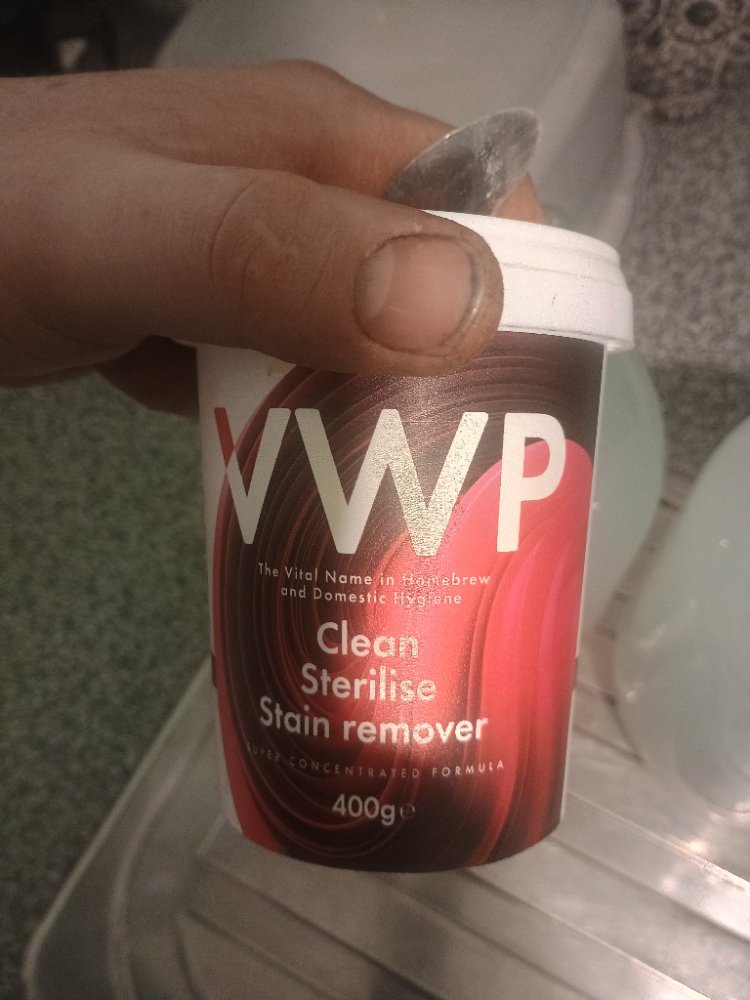 VWP
The Vital Name in Homebrew
and Domestic Hygiene
Clean
Sterilise
Stain remover
SUPER CONCENTRATED FORMULA
400g ℮